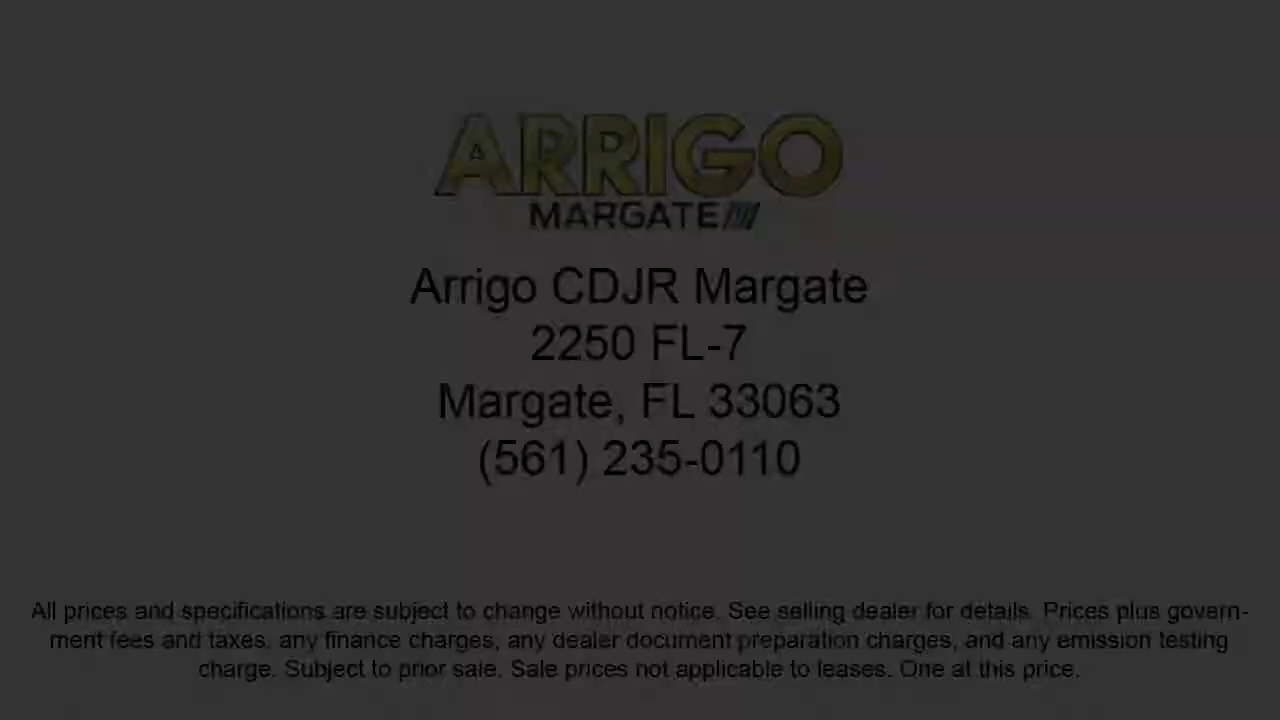 ARRIGO
MARGATE
Arrigo CDJR Margate
2250 FL-7
Margate, FL 33063
(561) 235-0110
All prices and specifications are subject to change without notice. See selling dealer for details. Prices plus govern-
ment fees and taxes, any finance charges, any dealer document preparation charges, and any emission testing
charge. Subject to prior sale. Sale prices not applicable to leases. One at this price.